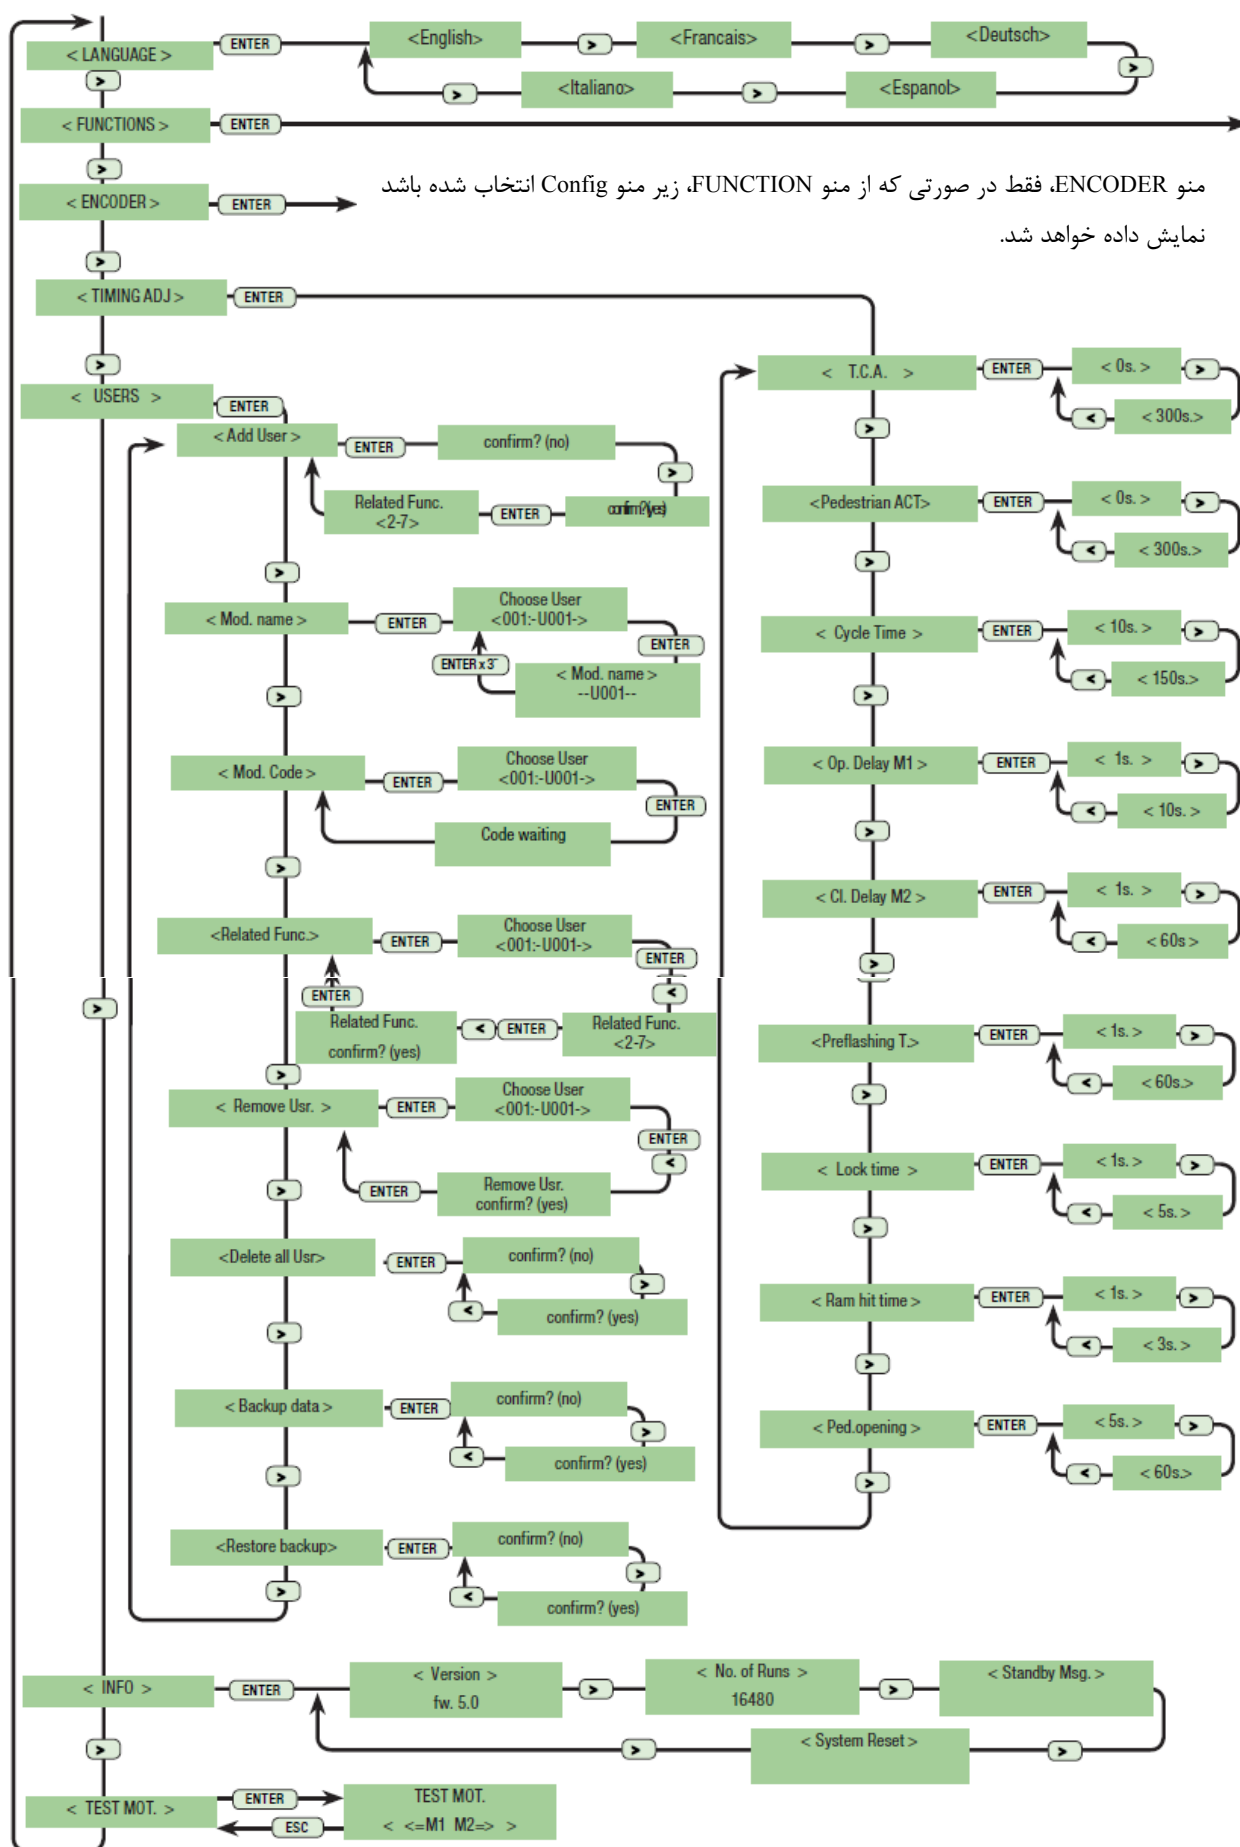 < LANGUAGE >
ENTER
<English>
>
<Francais>
>
<Deutsch>
>
<Espanol>
>
<Italiano>
>
>
< FUNCTIONS >
ENTER
>
< ENCODER >
ENTER
منو ENCODER، فقط در صورتی که از منو FUNCTION، زیر منو Config انتخاب شده باشد
نمایش داده خواهد شد.
>
< TIMING ADJ >
ENTER
>
< USERS >
ENTER
< Add User >
ENTER
confirm? (no)
>
confirm?(yes)
ENTER
Related Func.
<2-7>
>
< Mod. name >
ENTER
Choose User
<001:-U001->
ENTER
< Mod. name >
--U001--
ENTER x 3"
>
< Mod. Code >
ENTER
Choose User
<001:-U001->
ENTER
Code waiting
>
<Related Func.>
ENTER
Choose User
<001:-U001->
ENTER
<
Related Func.
<2-7>
ENTER
<
Related Func.
confirm? (yes)
ENTER
>
< Remove Usr. >
ENTER
Choose User
<001:-U001->
ENTER
<
Remove Usr.
confirm? (yes)
ENTER
>
<Delete all Usr>
ENTER
confirm? (no)
>
confirm? (yes)
<
>
< Backup data >
ENTER
confirm? (no)
>
confirm? (yes)
<
>
<Restore backup>
ENTER
confirm? (no)
>
confirm? (yes)
<
>
< T.C.A. >
ENTER
< 0s. >
>
< 300s.>
<
>
<Pedestrian ACT>
ENTER
< 0s. >
>
< 300s.>
<
>
< Cycle Time >
ENTER
< 10s. >
>
< 150s.>
<
>
< Op. Delay M1 >
ENTER
< 1s. >
>
< 10s. >
<
>
< Cl. Delay M2 >
ENTER
< 1s. >
>
< 60s >
<
>
<Preflashing T.>
ENTER
< 1s. >
>
< 60s.>
<
>
< Lock time >
ENTER
< 1s. >
>
< 5s. >
<
>
< Ram hit time >
ENTER
< 1s. >
>
< 3s. >
<
>
< Ped.opening >
ENTER
< 5s. >
>
< 60s.>
<
>
>
< INFO >
ENTER
< Version >
fw. 5.0
>
< No. of Runs >
16480
>
< Standby Msg. >
>
< System Reset >
>
>
< TEST MOT. >
ENTER
TEST MOT.
< <=M1 M2=> >
ESC